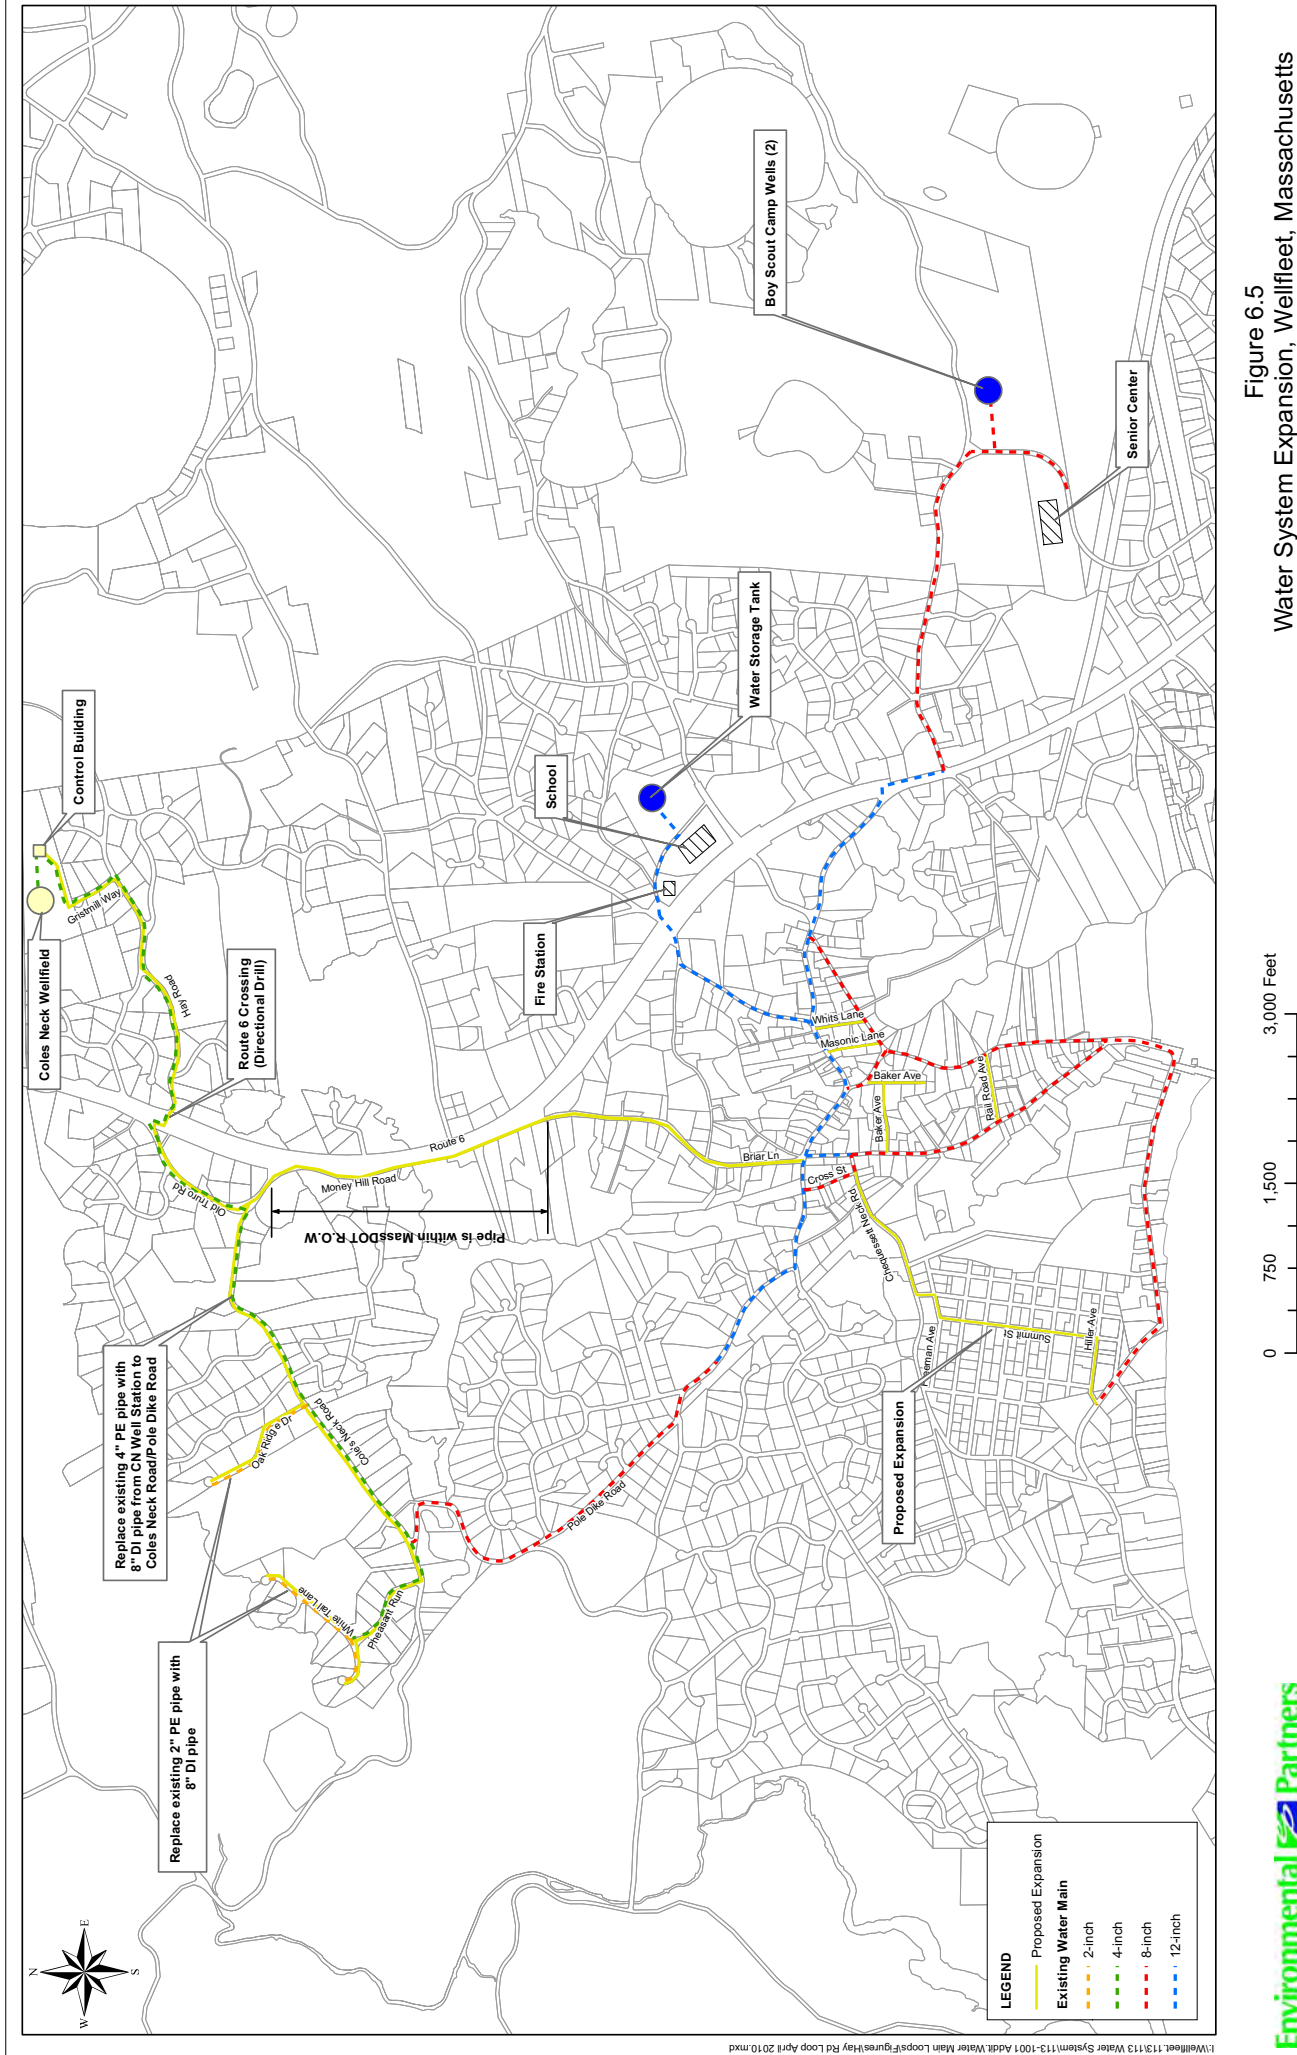 Coles Neck Wellfield
Control Building
Gristmill Way
Hay Road
Route 6 Crossing
(Directional Drill)
Old Truro Rd
Route 6
Money Hill Road
Pipe is within MassDOT R.O.W
Briar Ln
Replace existing 4" PE pipe with
8" DI pipe from CN Well Station to
Coles Neck Road/Pole Dike Road
Oak Ridge Dr
Cole's Neck Road
Replace existing 2" PE pipe with
8" DI pipe
White Tail Lane
Pheasant Run
Pole Dike Road
Fire Station
School
Water Storage Tank
Boy Scout Camp Wells (2)
Senior Center
Whits Lane
Masonic Lane
Baker Ave
Baker Ave
Rail Road Ave
Cross St
Chequessett Neck Rd
eman Ave
Summit St
Hiller Ave
Proposed Expansion
N
W
E
S
LEGEND
Proposed Expansion
Existing Water Main
2-inch
4-inch
8-inch
12-inch
0
750
1,500
3,000 Feet
Figure 6.5
Water System Expansion, Wellfleet, Massachusetts
Environmental Partners
I:\Wellfleet.113\113 Water System\113-1001 Addit.Water Main Loops\Figures\Hay Rd Loop April 2010.mxd